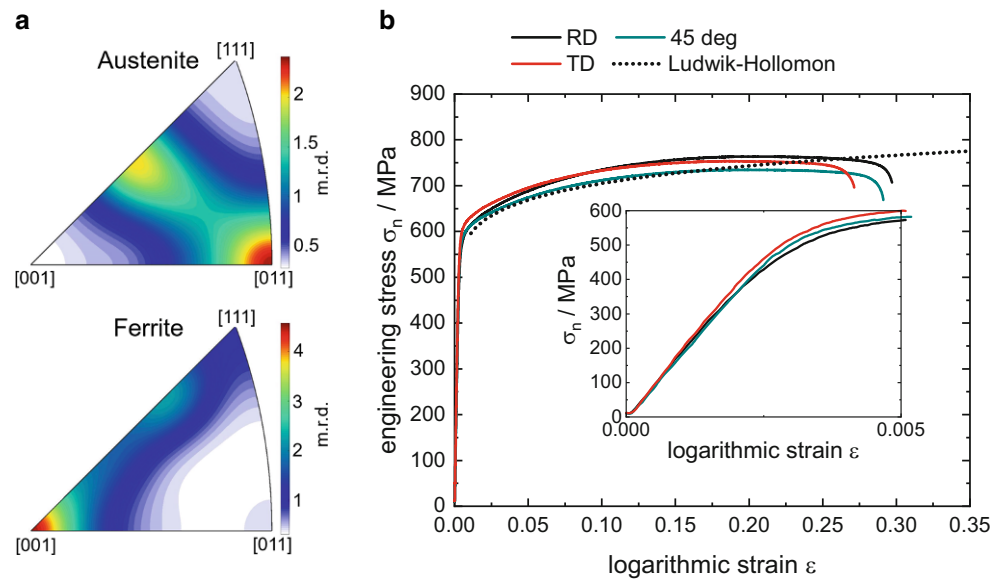 a
Austenite
[111]
[001]
[011]
2
1.5
1
0.5
m.r.d.
Ferrite
[111]
[001]
[011]
4
3
2
1
m.r.d.
b
RD
45 deg
TD
Ludwik-Hollomon
900
800
700
600
500
400
300
200
100
0
engineering stress σn / MPa
0.00 0.05 0.10 0.15 0.20 0.25 0.30 0.35
logarithmic strain ε
600
500
400
300
200
100
0
σn / MPa
0.000 0.005
logarithmic strain ε